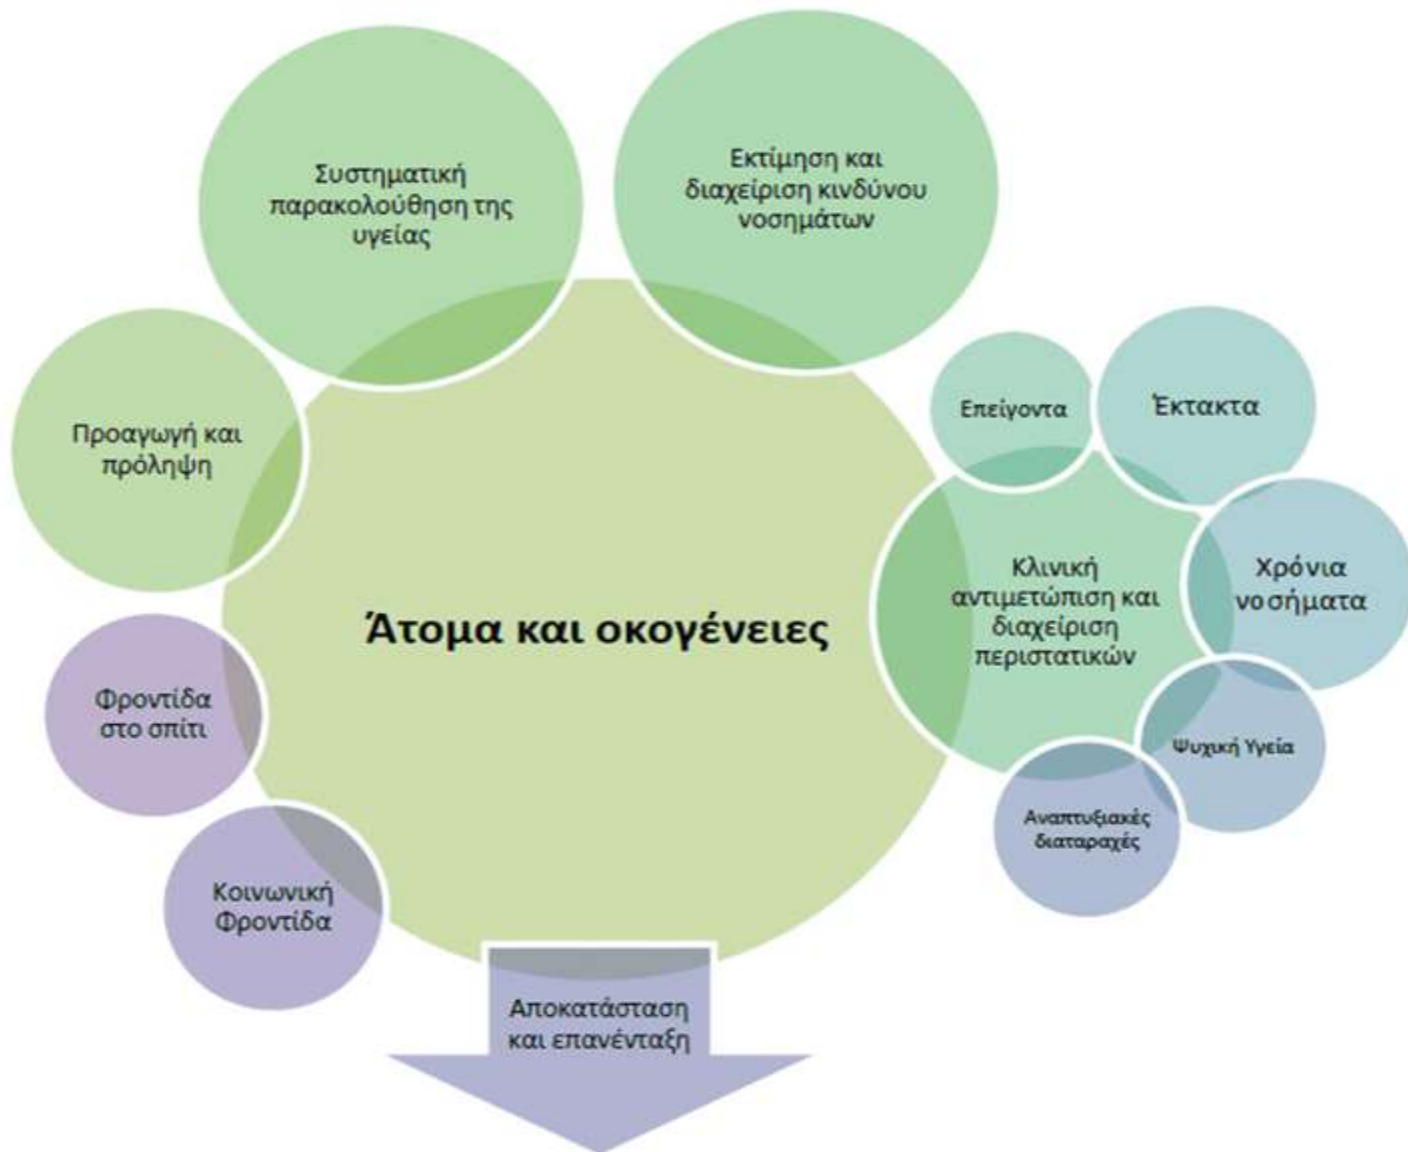 Συστηματική
παρακολούθηση της
υγείας
Εκτίμηση και
διαχείριση κινδύνου
νοσημάτων
Προαγωγή και
πρόληψη
Επείγοντα
Έκτακτα
Κλινική
αντιμετώπιση και
διαχείριση
περιστατικών
Χρόνια
νοσήματα
Άτομα και οκογένειες
Φροντίδα
στο σπίτι
Ψυχική Υγεία
Αναπτυξιακές
διαταραχές
Κοινωνική
Φροντίδα
Αποκατάσταση
και επανένταξη